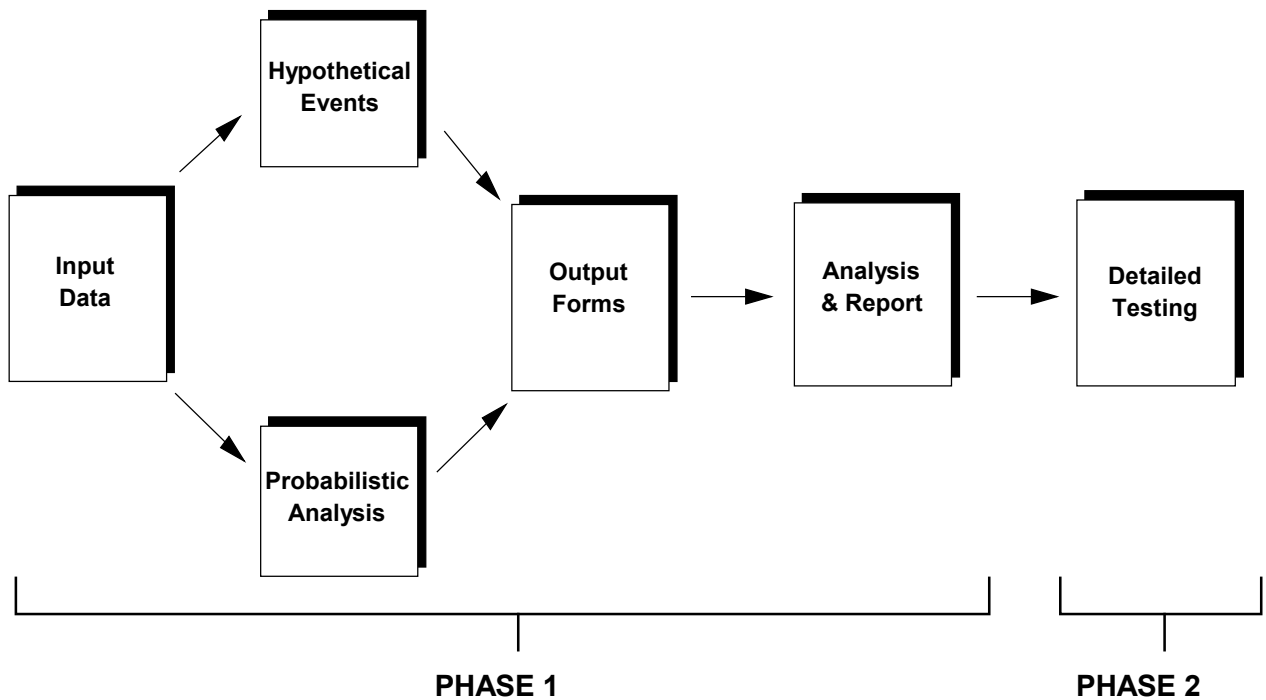 Hypothetical
Events
Input
Data
Output
Forms
Analysis
& Report
Detailed
Testing
Probabilistic
Analysis
PHASE 1
PHASE 2